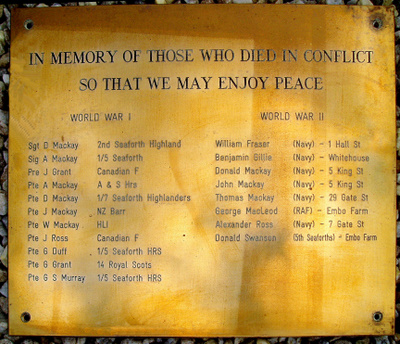 IN MEMORY OF THOSE WHO DIED IN CONFLICT
SO THAT WE MAY ENJOY PEACE
WORLD WAR I
Sgt D Mackay 2nd Seaforth Highland
Sig A Mackay 1/5 Seaforth
Pre J Grant Canadian F
Pte A Mackay A & S Hrs
Pte D Mackay 1/7 Seaforth Highlanders
Pte J Mackay NZ Barr
Pte W Mackay HLI
Pte J Ross Canadian F
Pte G Duff 1/5 Seaforth HRS
Pte G Grant 14 Royal Scots
Pte G S Murray 1/5 Seaforth HRS
WORLD WAR II
William Fraser (Navy) - 1 Hall St
Benjamin Gillie (Navy) - Whitehouse
Donald Mackay (Navy) - 5 King St
John Mackay (Navy) - 5 King St
Thomas Mackay (Navy) - 29 Gate St
George MacLeod (RAF) - Embo Farm
Alexander Ross (Navy) - 7 Gate St
Donald Swanson (5th Seaforths) - Embo Farm